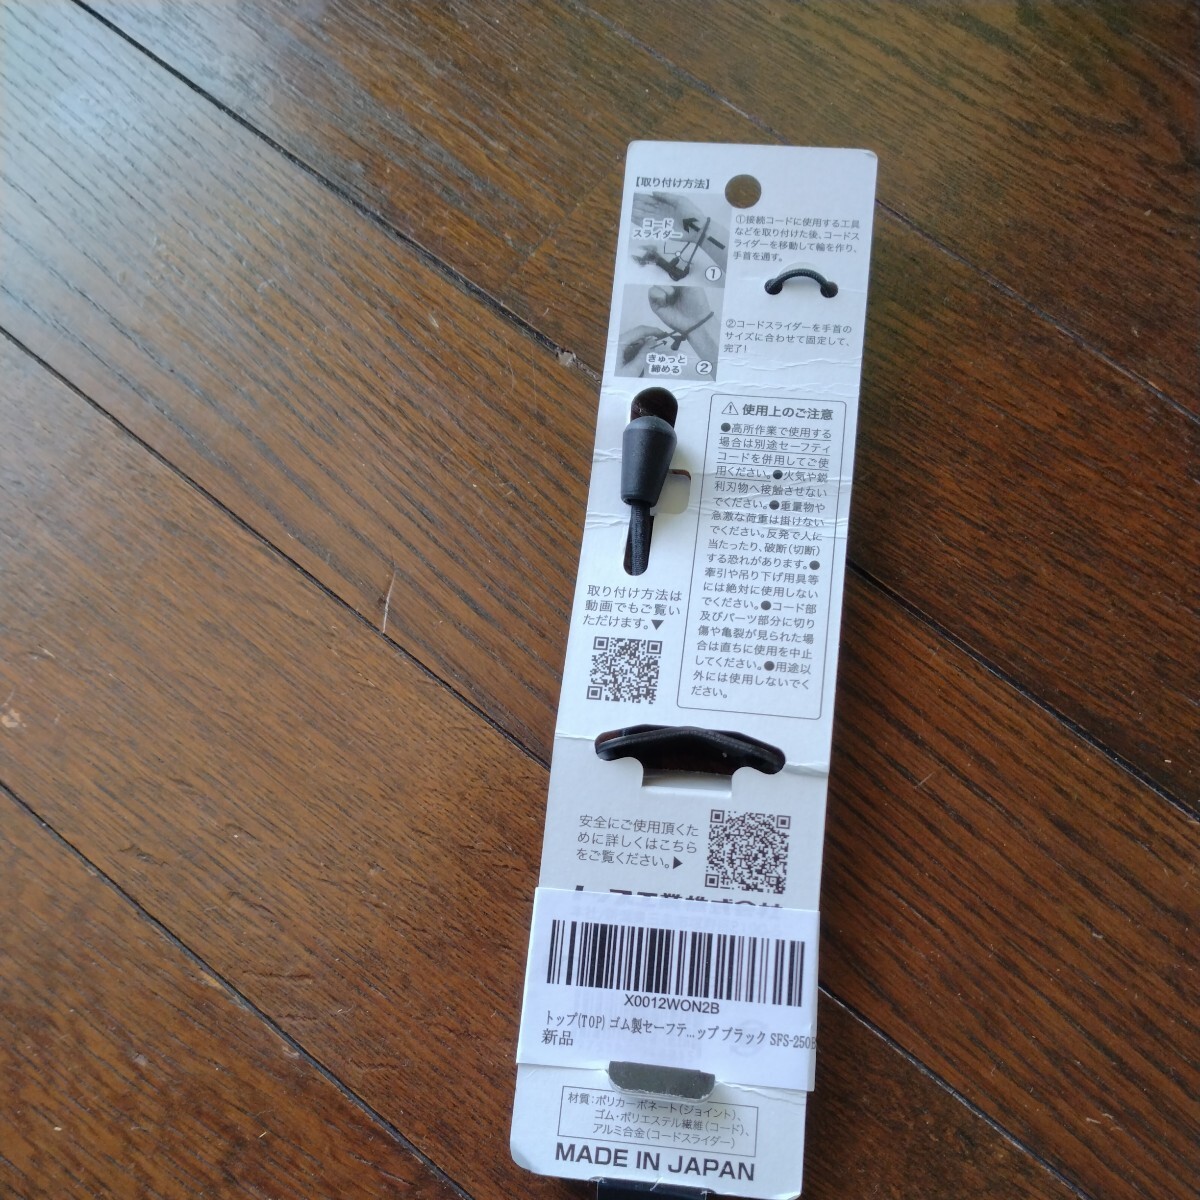 【取り付け方法】
コード
スライダー
①
①接続コードに使用する工具
などを取り付けた後、コードス
ライダーを移動して輪を作り、
手首を通す。
きゅっと
締める
②
②コードスライダーを手首の
サイズに合わせて固定して、
完了!
使用上のご注意
●高所作業で使用する
場合は別途セーフティ
コードを併用してご使
用ください。●火気や鋭
利刃物へ接触させない
でください。●重量物や
急激な荷重は掛けない
でください。反発で人に
当たったり、破断(切断)
する恐れがあります。●
牽引や吊り下げ用具等
には絶対に使用しない
でください。●コード部
及びパーツ部分に切り
傷や亀裂が見られた場
合は直ちに使用を中止
してください。●用途以
外には使用しないでく
ださい。
取り付け方法は
動画でもご覧い
ただけます。▼
安全にご使用頂くた
めに詳しくはこちら
をご覧ください。▶
X0012WON2B
トップ(TOP) ゴム製セーフテ...ップ ブラック SFS-250B
新品
材質:ポリカーボネート(ジョイント)、
ゴム・ポリエステル繊維(コード)、
アルミ合金(コードスライダー)
MADE IN JAPAN